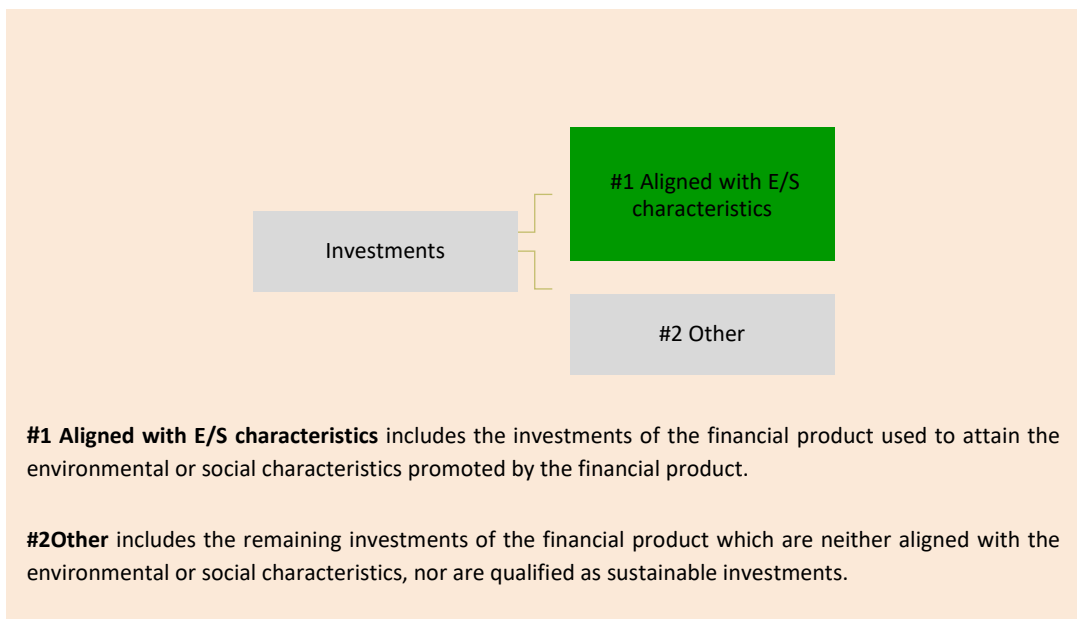 #1 Aligned with E/S
characteristics
Investments
#2 Other
#1 Aligned with E/S characteristics includes the investments of the financial product used to attain the
environmental or social characteristics promoted by the financial product.
#2Other includes the remaining investments of the financial product which are neither aligned with the
environmental or social characteristics, nor are qualified as sustainable investments.